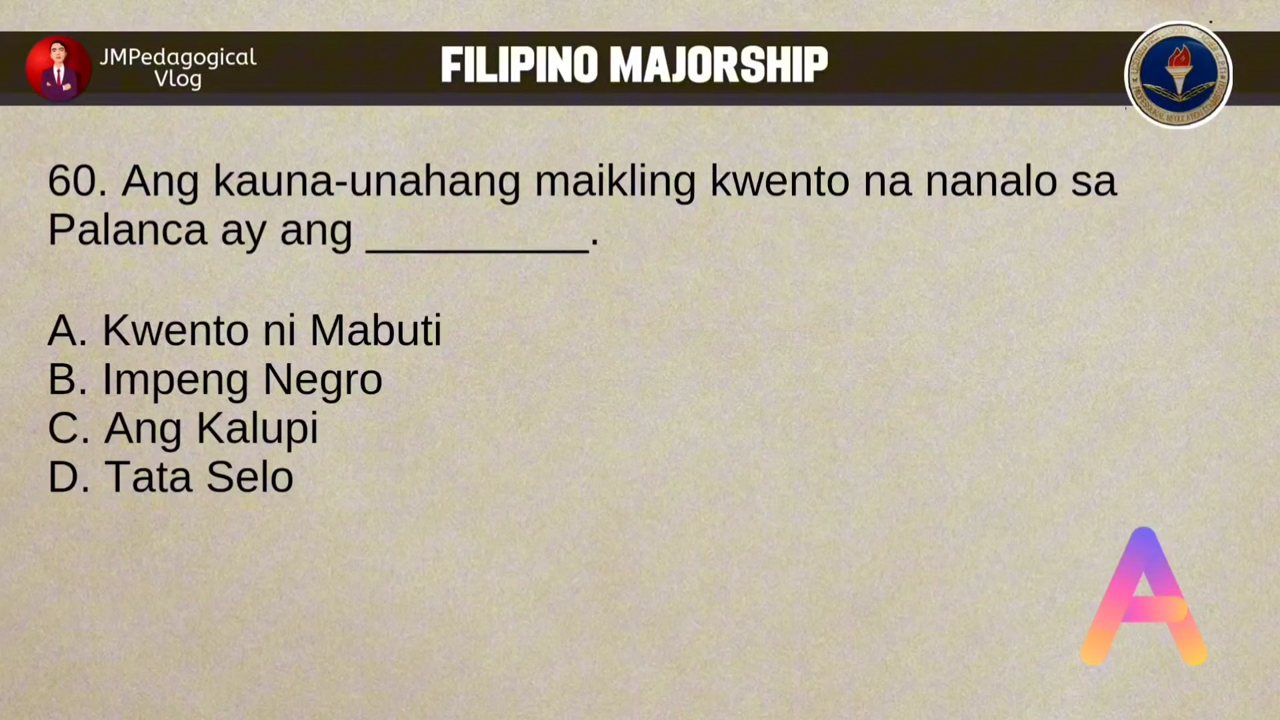 JMPedagogical
Vlog
FILIPINO MAJORSHIP
60. Ang kauna-unahang maikling kwento na nanalo sa
Palanca ay ang _________.
A. Kwento ni Mabuti
B. Impeng Negro
C. Ang Kalupi
D. Tata Selo
A